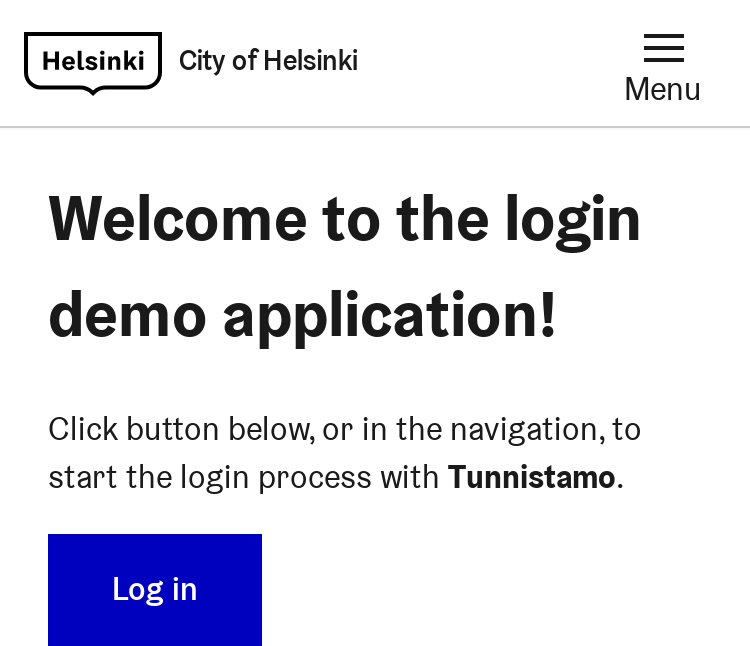 Helsinki
City of Helsinki
Menu
Welcome to the login
demo application!
Click button below, or in the navigation, to
start the login process with Tunnistamo.
Log in